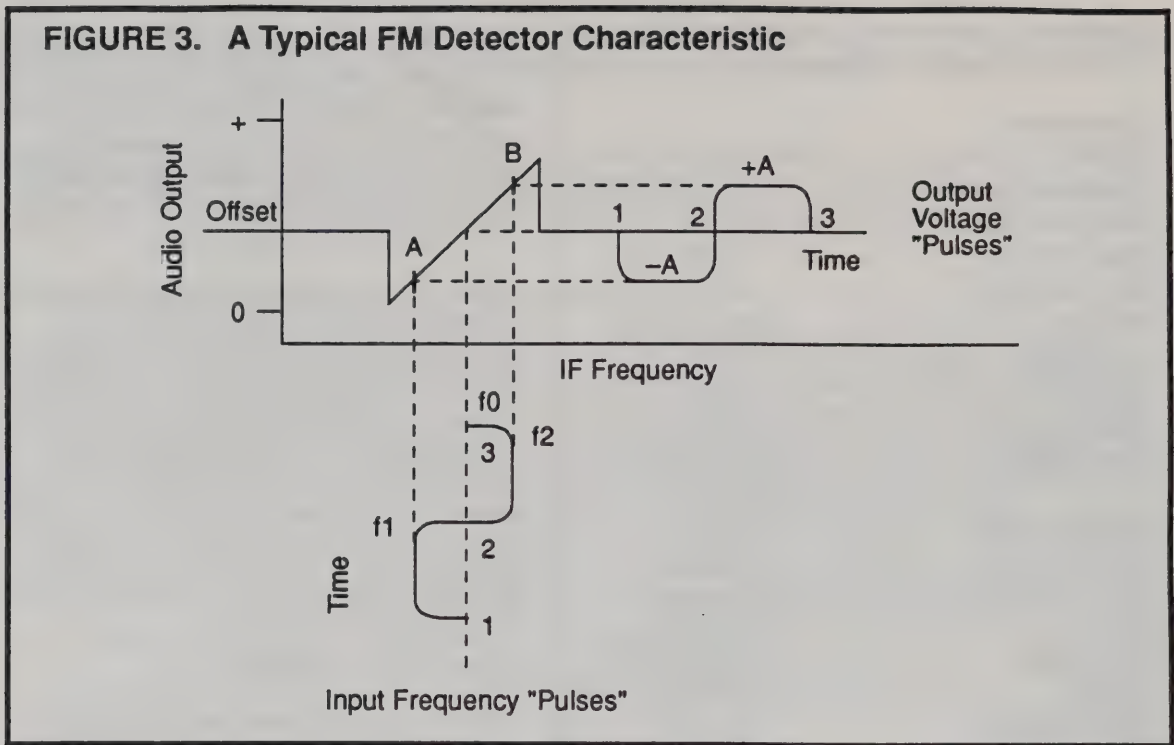 FIGURE 3. A Typical FM Detector Characteristic
+
Audio Output
Offset
0
A
B
1
2
+A
–A
3
Time
Output
Voltage
"Pulses"
IF Frequency
f0
3
f2
f1
2
Time
1
Input Frequency "Pulses"